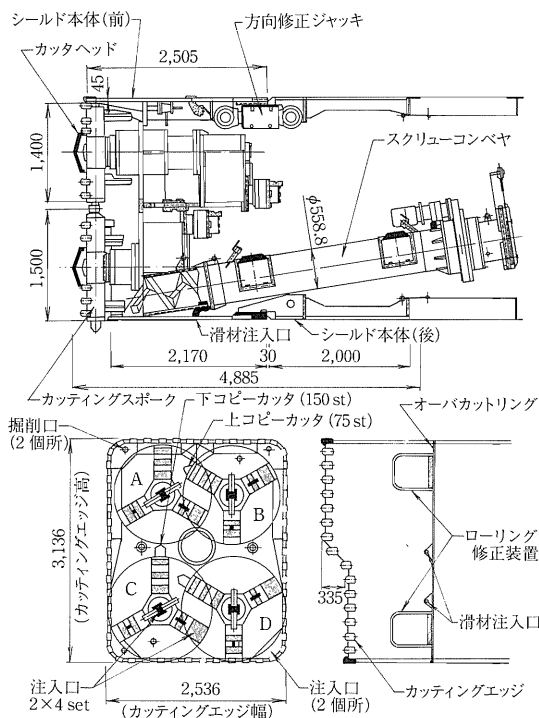 シールド本体(前)
方向修正ジャッキ
カッタヘッド
2,505
45
スクリューコンベヤ
1,400
φ558.8
1,500
滑材注入口
シールド本体(後)
2,170
30
2,000
4,885
カッティングスポーク
下コピーカッタ(150st)
上コピーカッタ(75st)
オーバカットリング
掘削口
(2個所)
A
B
C
D
3,136
(カッティングエッジ高)
ローリング
修正装置
335
滑材注入口
注入口
2×4set
2,536
(カッティングエッジ幅)
注入口
(2個所)
カッティングエッジ